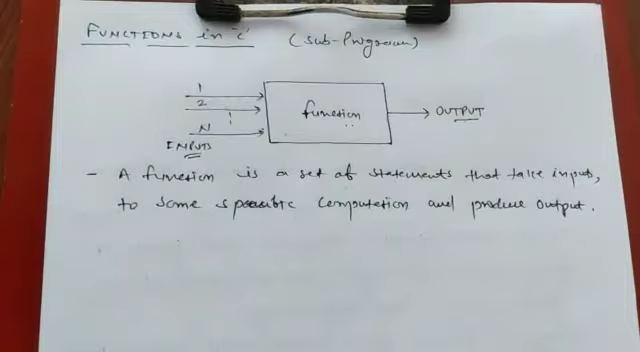 FUNCTIONS in 'C' (Sub-Program)
1
2
function
OUTPUT
N
INPUTS
- A function is a set of statements that take inputs,
to some specific computation and produce output.